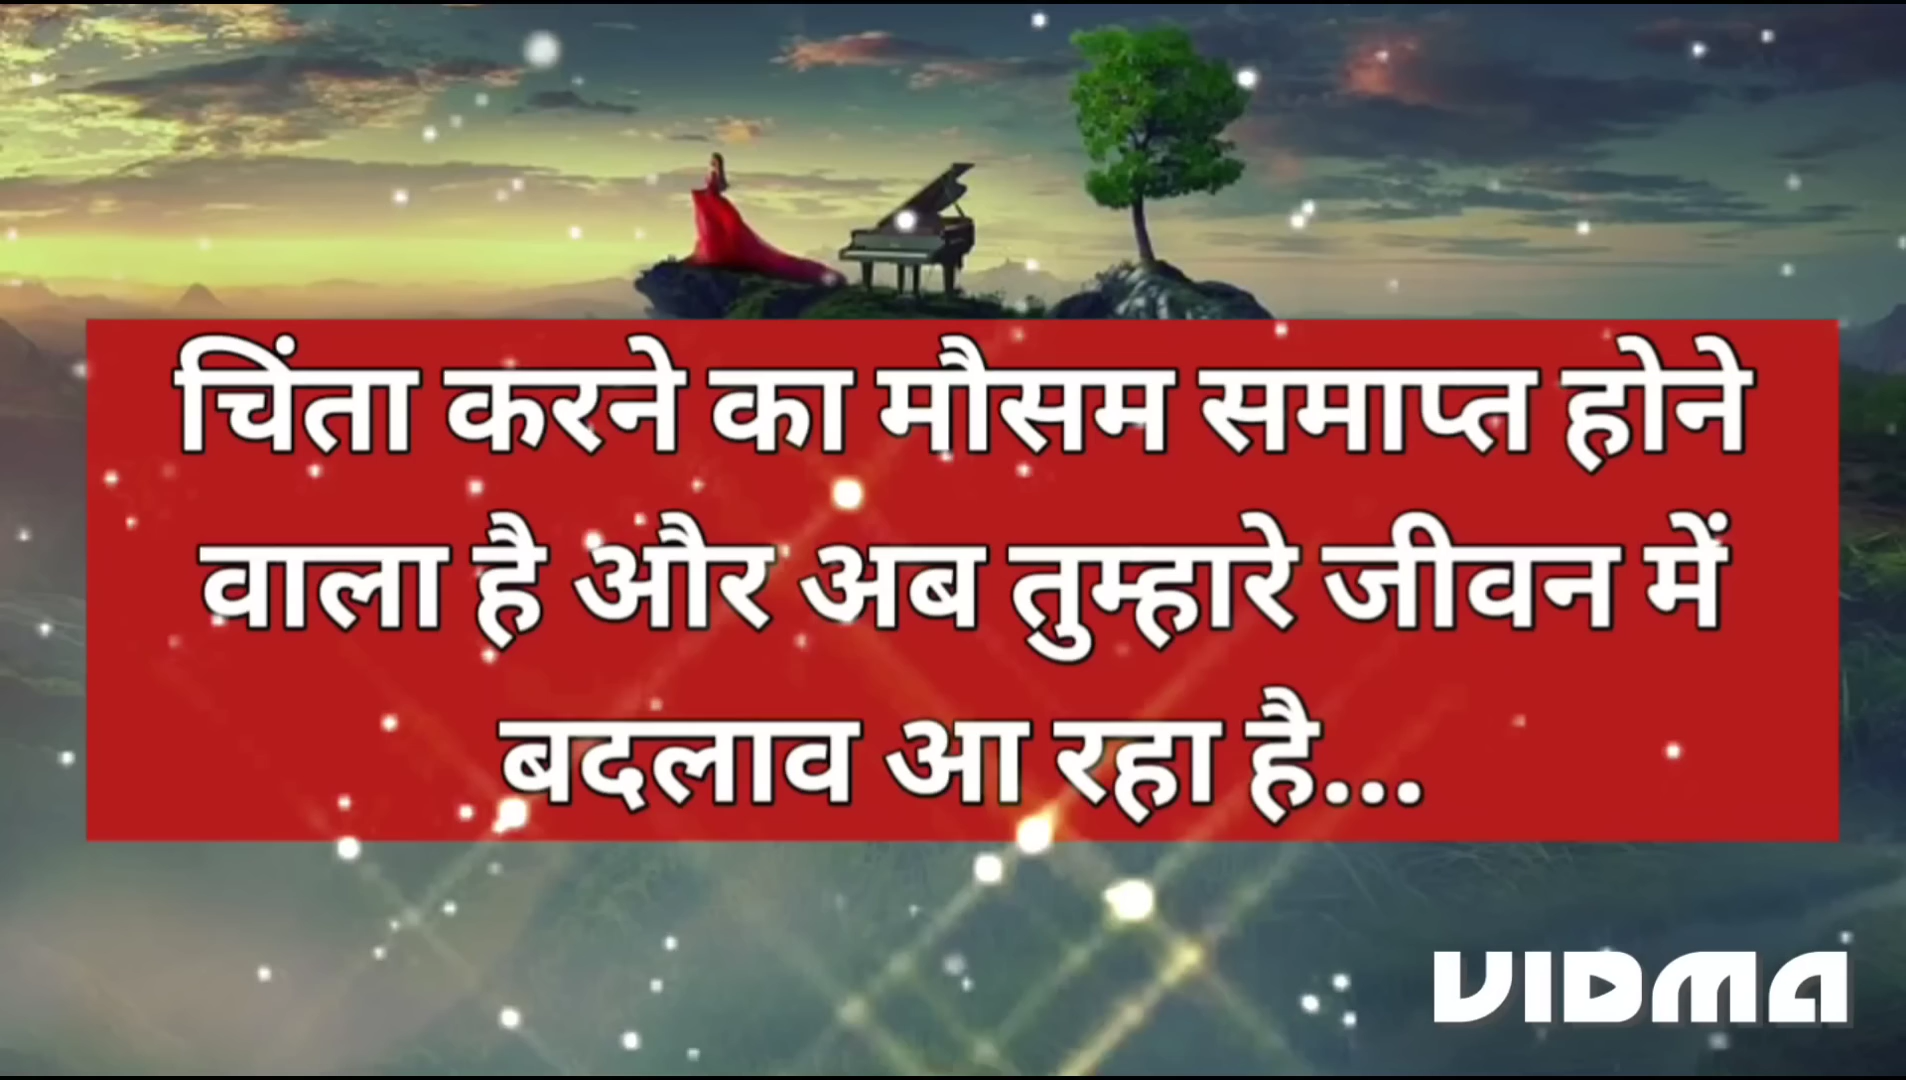 चिंता करने का मौसम समाप्त होने
वाला है और अब तुम्हारे जीवन में
बदलाव आ रहा है...
VIDMA